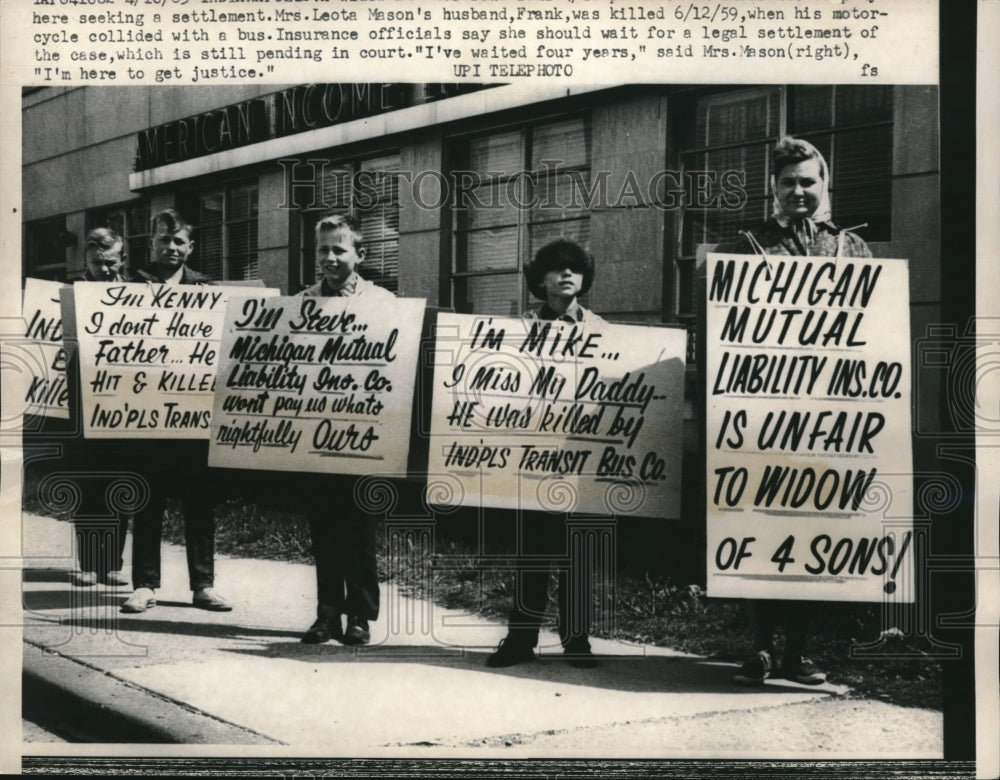 here seeking a settlement.Mrs.Leota Mason's husband,Frank,was killed 6/12/59,when his motor-
cycle collided with a bus.Insurance officials say she should wait for a legal settlement of
the case,which is still pending in court."I've waited four years," said Mrs.Mason(right),
"I'm here to get justice." UPI TELEPHOTO fs
AMERICAN INCOME
HISTORIC IMAGES
IND
BY
KILLE
I'm KENNY
I dont Have
Father... He
HIT & KILLE
IND'PLS TRANS
I'm Steve...
Michigan Mutual
Liability Ins. Co.
wont pay us whats
rightfully Ours
I'M MIKE...
I Miss My Daddy..
HE was killed by
IND'PLS TRANSIT BUS CO.
MICHIGAN
MUTUAL
LIABILITY INS.CO.
IS UNFAIR
TO WIDOW
OF 4 SONS!